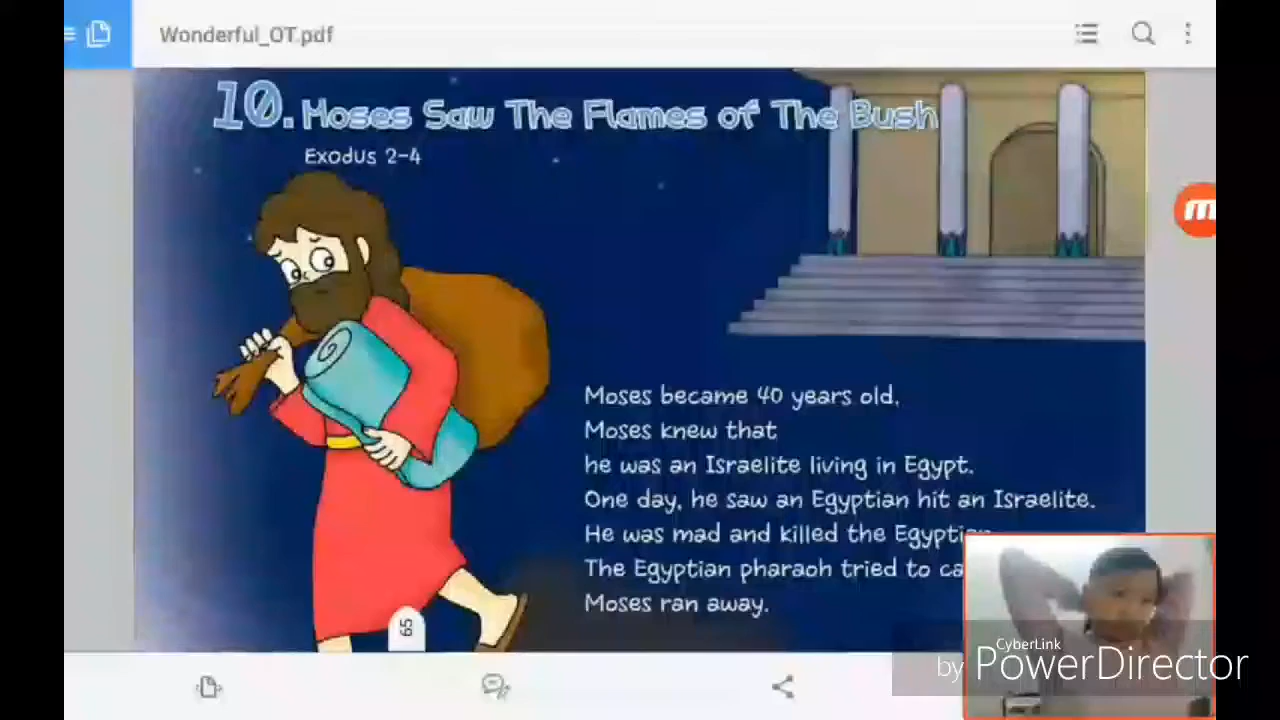 Wonderful_OT.pdf
10. Moses Saw The Flames of The Bush
Exodus 2-4
Moses became 40 years old.
Moses knew that
he was an Israelite living in Egypt.
One day, he saw an Egyptian hit an Israelite.
He was mad and killed the Egyptian
The Egyptian pharaoh tried to
Moses ran away.
65
CyberLink
by PowerDirector
m